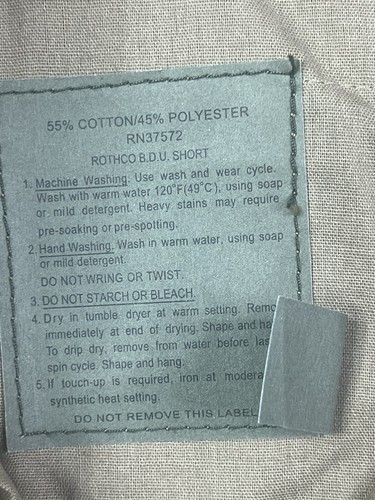 55% COTTON/45% POLYESTER
RN37572
ROTHCO B.D.U. SHORT
1. Machine Washing. Use wash and wear cycle.
Wash with warm water 120°F(49°C), using soap
or mild detergent. Heavy stains may require
pre-soaking or pre-spotting.
2. Hand Washing. Wash in warm water, using soap
or mild detergent.
DO NOT WRING OR TWIST.
3. DO NOT STARCH OR BLEACH.
4. Dry in tumble dryer at warm setting.
immediately at end of drying. Shape and
To drip dry, remove from water before
spin cycle. Shape and hang.
5. If touch-up is required, iron at
synthetic heat setting.
DO NOT REMOVE THIS LABEL